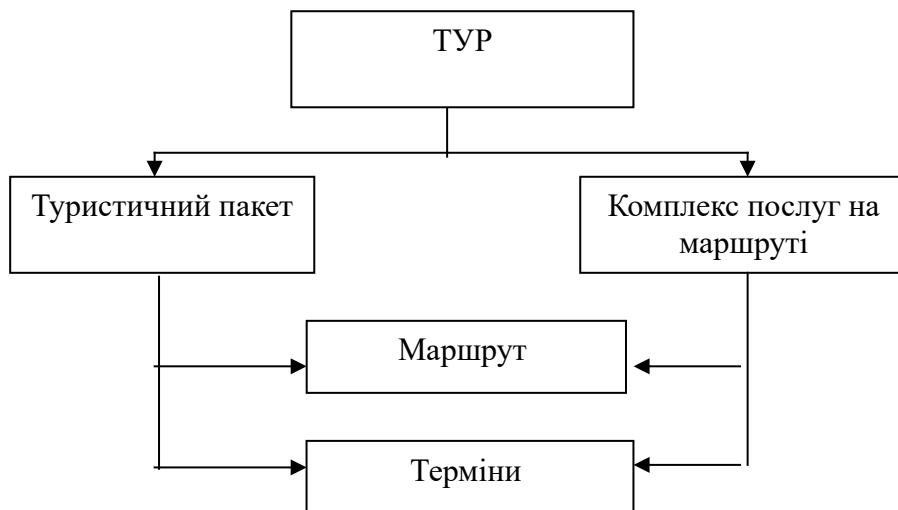 ТУР
Туристичний пакет
Комплекс послуг на
маршруті
Маршрут
Терміни